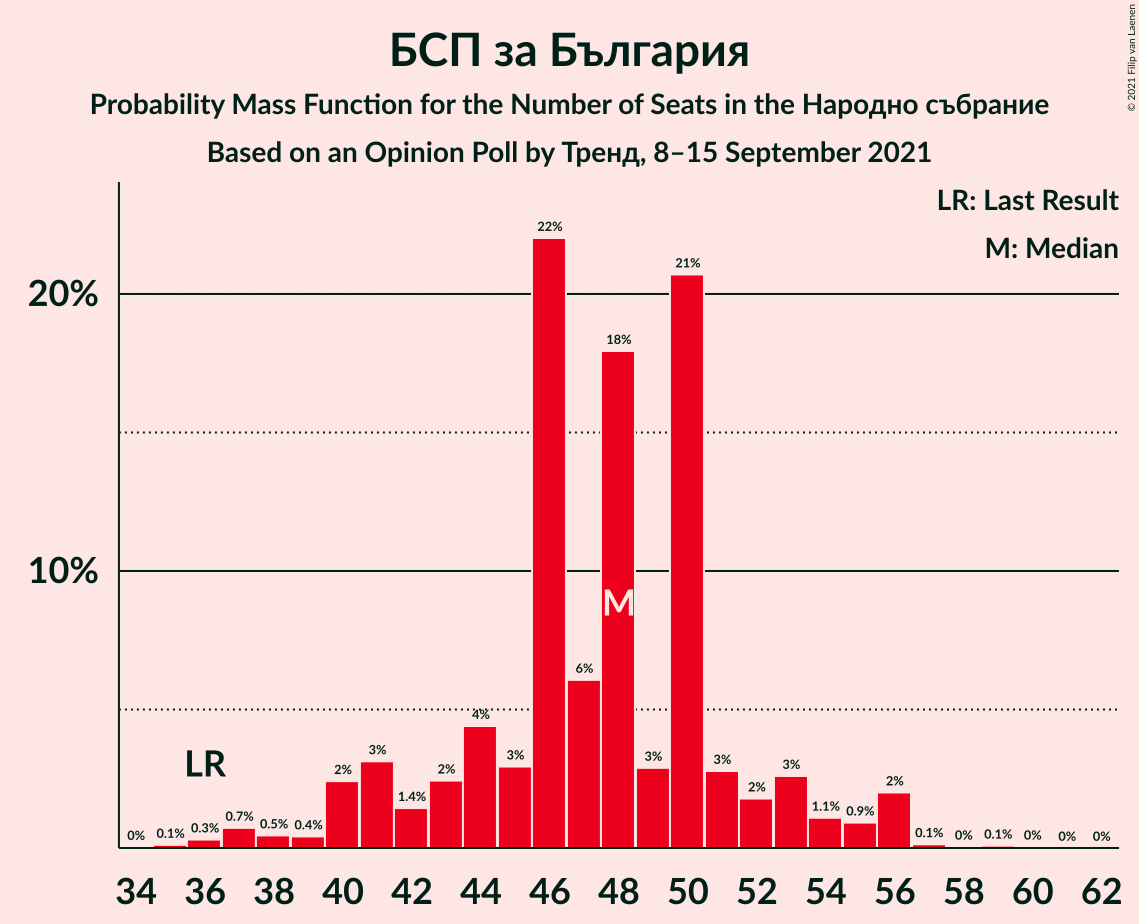 БСП за България
Probability Mass Function for the Number of Seats in the Народно събрание
Based on an Opinion Poll by Тренд, 8–15 September 2021
© 2021 Filip van Laenen
LR: Last Result
M: Median
20%
10%
0% 0.1% 0.3% 0.7% 0.5% 0.4% 2% 3% 1.4% 2% 4% 3% 22% 6% 18% 3% 21% 3% 2% 3% 1.1% 0.9% 2% 0.1% 0% 0.1% 0% 0% 0%
LR
M
34 36 38 40 42 44 46 48 50 52 54 56 58 60 62